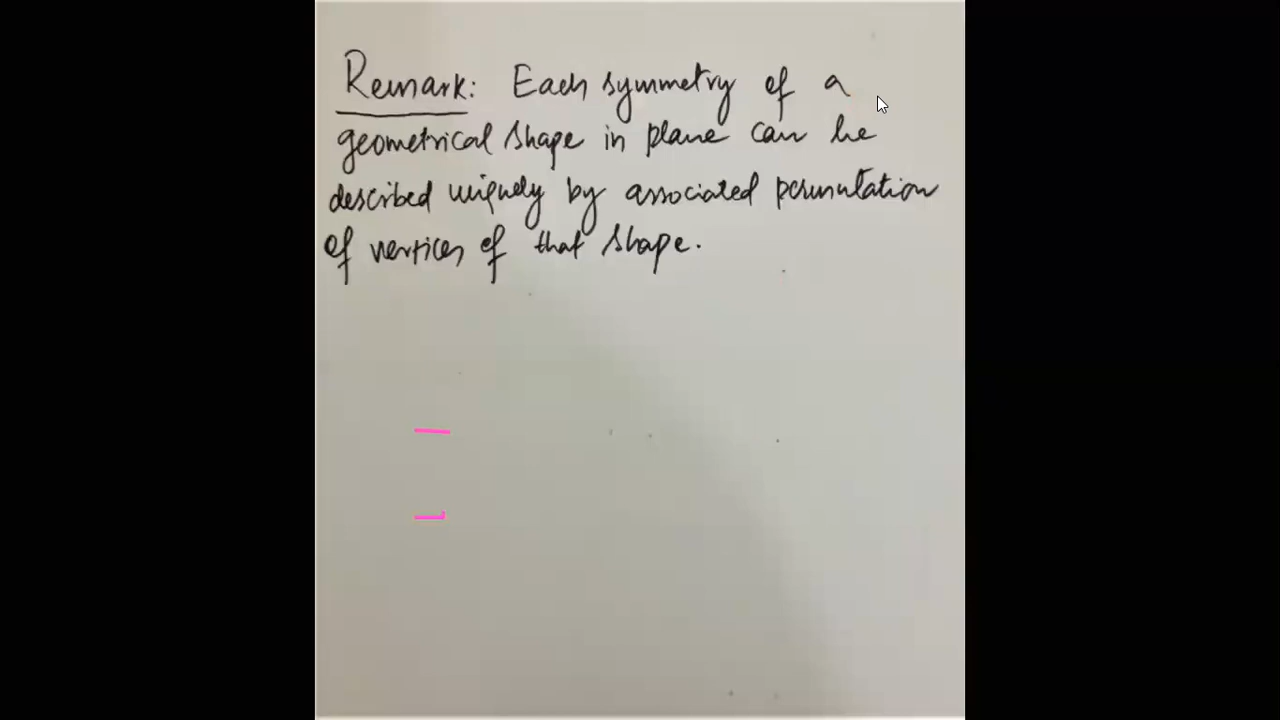 Remark: Each symmetry of a
geometrical shape in plane can be
described uniquely by associated permutation
of vertices of that shape.